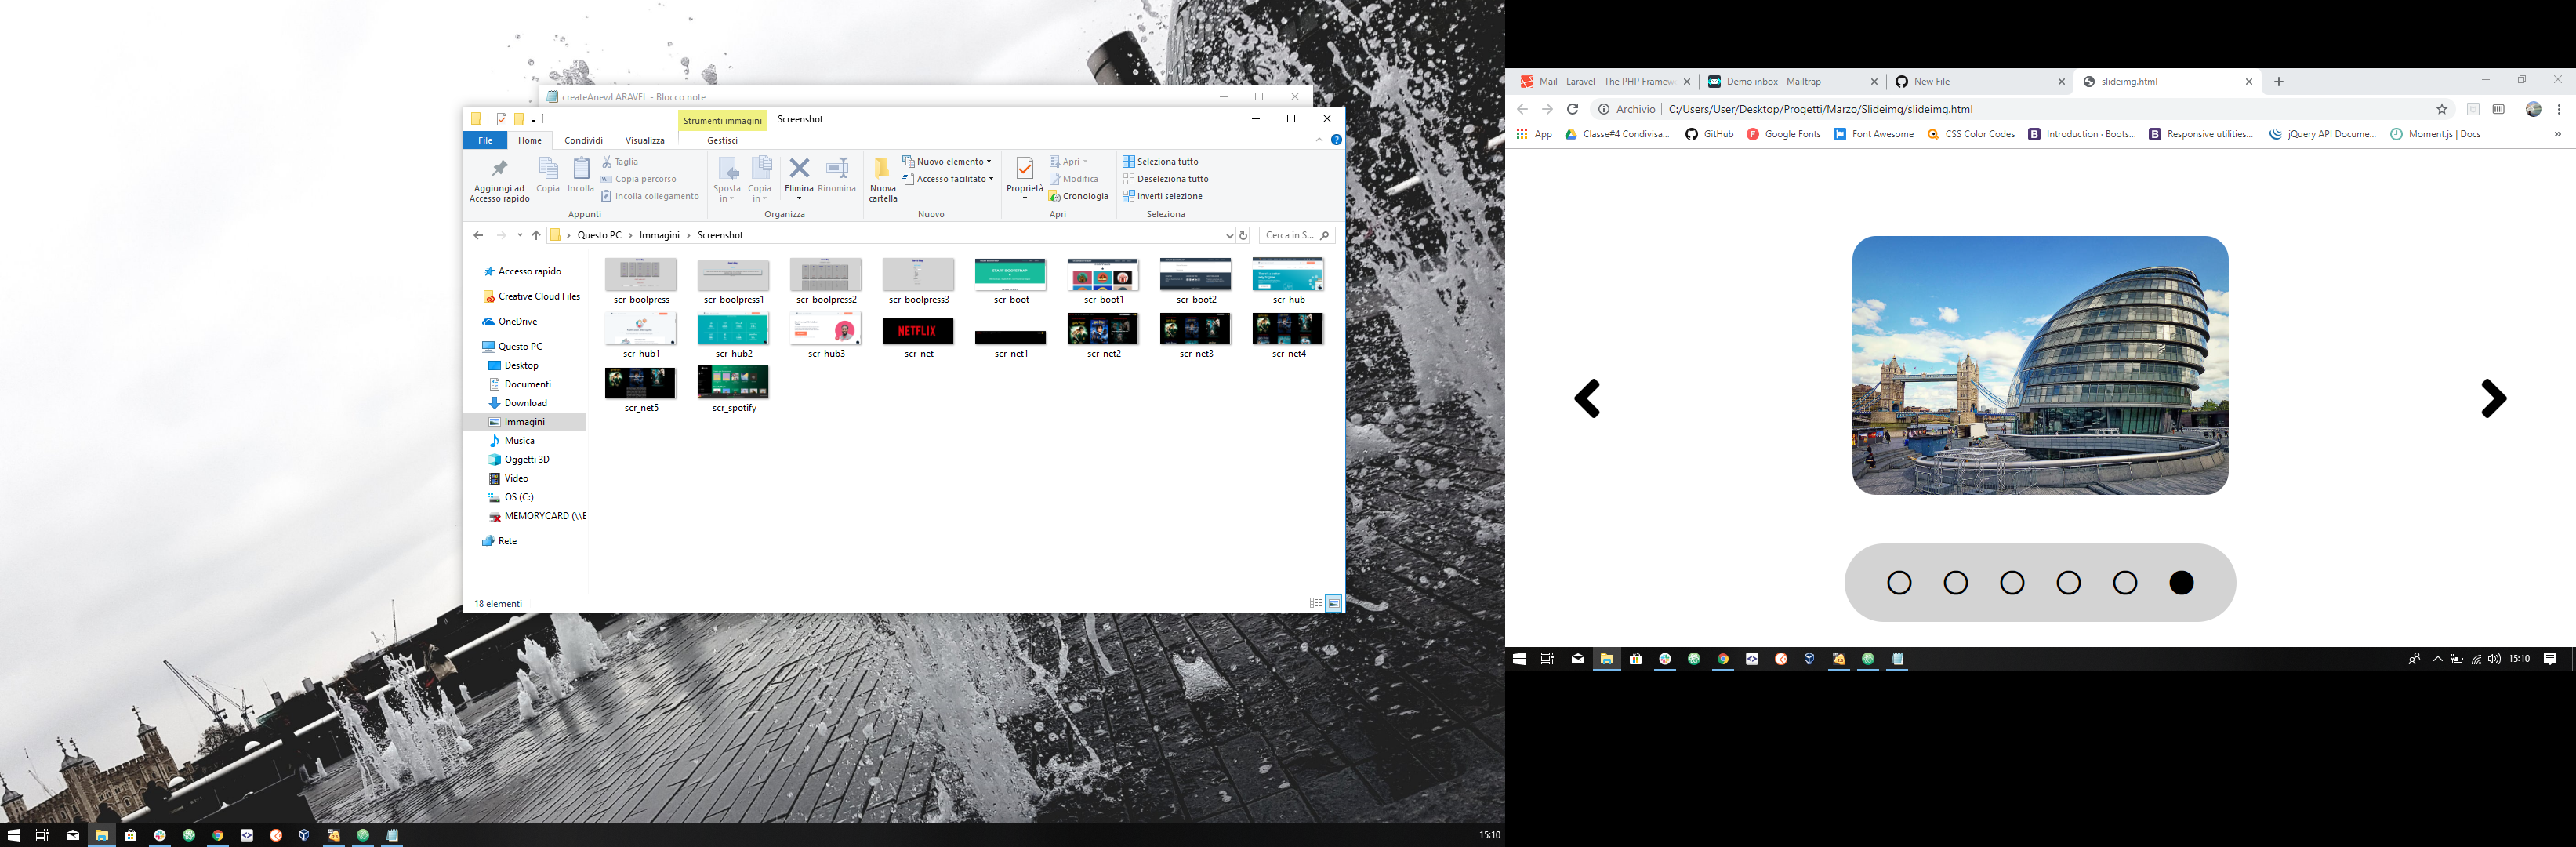 createAnewLARAVEL - Blocco note
Strumenti immagini
Screenshot
File
Home
Condividi
Visualizza
Gestisci
Aggiungi ad
Accesso rapido
Copia
Incolla
Taglia
Copia percorso
Incolla collegamento
Appunti
Sposta
in
Copia
in
Elimina
Rinomina
Organizza
Nuova
cartella
Nuovo elemento
Accesso facilitato
Nuovo
Proprietà
Apri
Modifica
Cronologia
Apri
Seleziona tutto
Deseleziona tutto
Inverti selezione
Seleziona
Questo PC
Immagini
Screenshot
Cerca in S...
Accesso rapido
Creative Cloud Files
OneDrive
Questo PC
Desktop
Documenti
Download
Immagini
Musica
Oggetti 3D
Video
OS (C:)
MEMORYCARD (\\E
Rete
scr_boolpress
scr_boolpress1
scr_boolpress2
scr_boolpress3
scr_boot
scr_boot1
scr_boot2
scr_hub
scr_hub1
scr_hub2
scr_hub3
NETFLIX
scr_net
scr_net1
scr_net2
scr_net3
scr_net4
scr_net5
scr_spotify
18 elementi
15:10
Mail - Laravel - The PHP Framew
Demo inbox - Mailtrap
New File
slideimg.html
Archivio
C:/Users/User/Desktop/Progetti/Marzo/Slideimg/slideimg.html
App
Classe#4 Condivisa...
GitHub
Google Fonts
Font Awesome
CSS Color Codes
Introduction · Boots...
Responsive utilities...
jQuery API Docume...
Moment.js | Docs
15:10